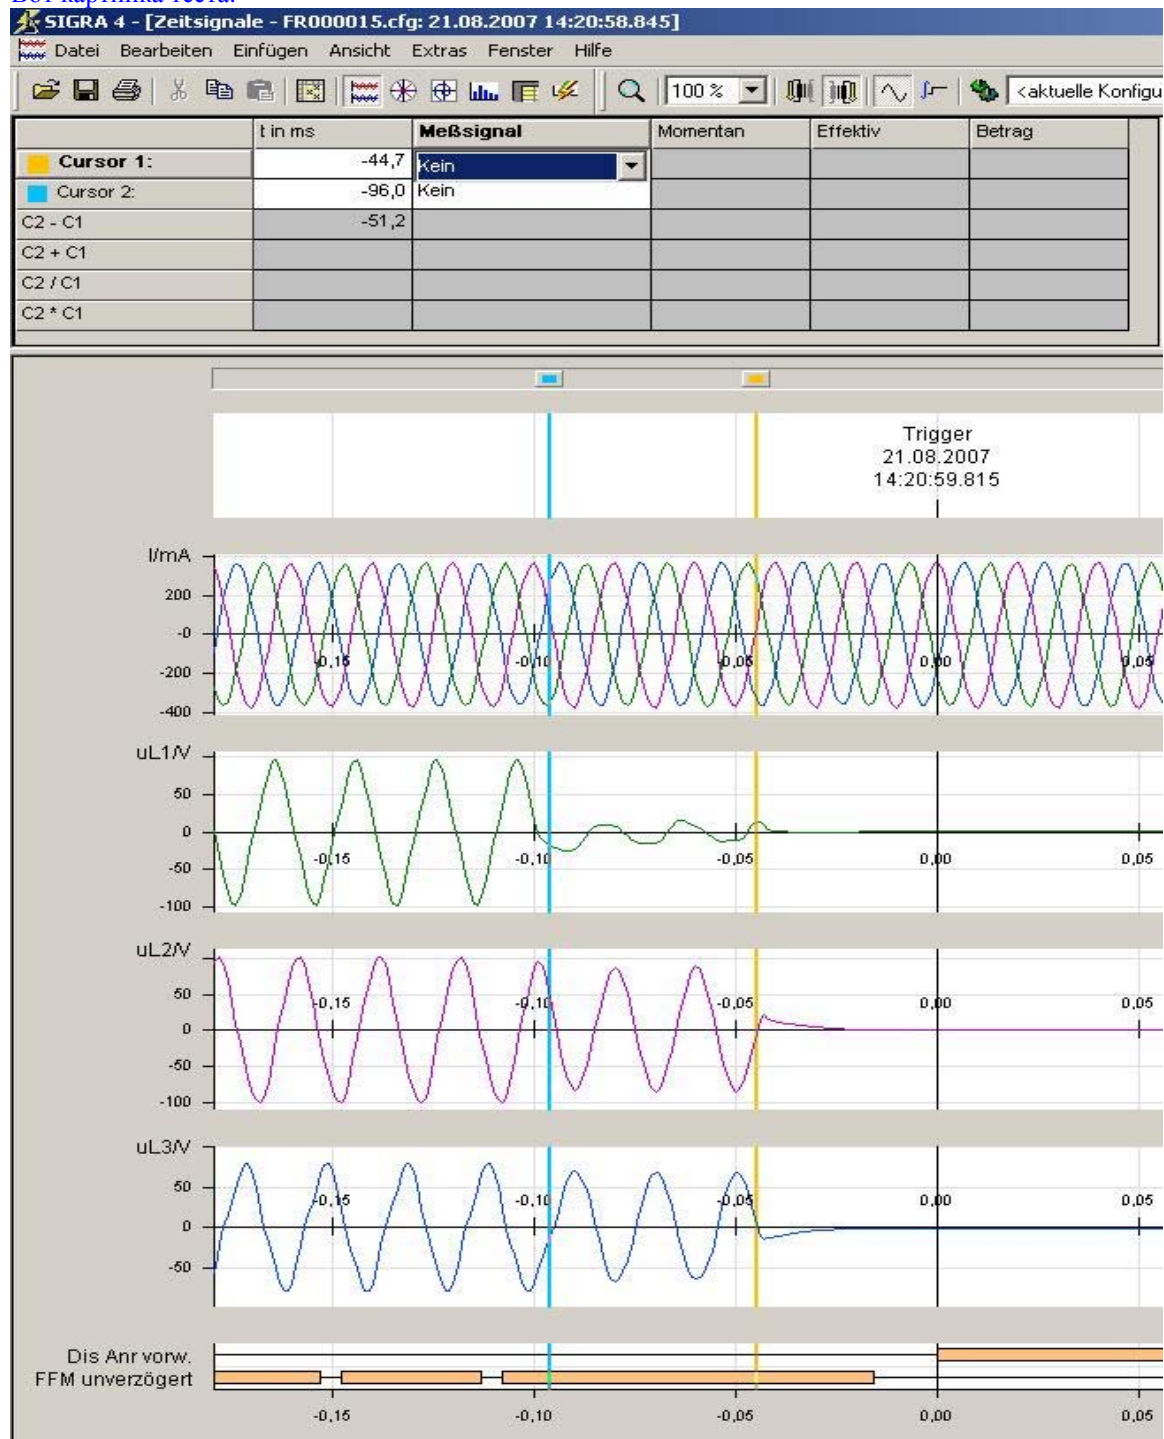 Вот картинка теста.
SIGRA 4 - [Zeitsignale - FR000015.cfg: 21.08.2007 14:20:58.845]
Datei Bearbeiten Einfügen Ansicht Extras Fenster Hilfe
100 % <aktuelle Konfigu
t in ms Meßsignal Momentan Effektiv Betrag
Cursor 1: -44,7 Kein
Cursor 2: -96,0 Kein
C2 - C1 -51,2
C2 + C1
C2 / C1
C2 * C1
Trigger
21.08.2007
14:20:59.815
I/mA
200
-0
-0,15 -0,10 -0,05 0,00 0,05
-200
-400
uL1/V
50
0
-0,15 -0,10 -0,05 0,00 0,05
-50
-100
uL2/V
50
-0,15 -0,10 -0,05 0,00 0,05
0
-50
-100
uL3/V
50
-0,15 -0,10 -0,05 0,00 0,05
0
-50
Dis Anr vorw.
FFM unverzögert
-0,15 -0,10 -0,05 0,00 0,05